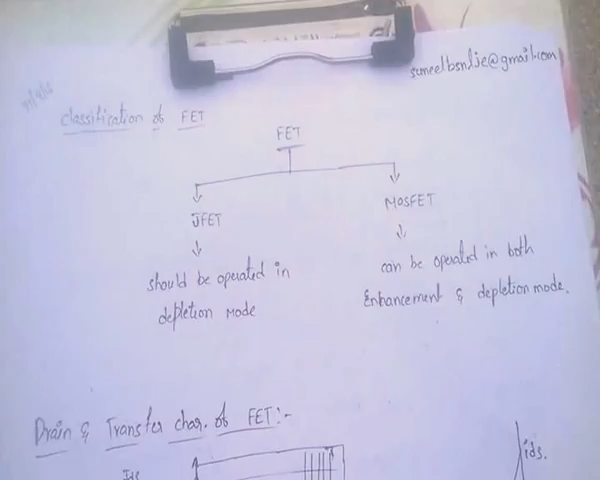 suneelbsnlje@gmail.com
classification of FET
FET
JFET
MOSFET
should be operated in
depletion mode
can be operated in both
Enhancement & depletion mode.
Drain & Transfer char. of FET:-
ids.